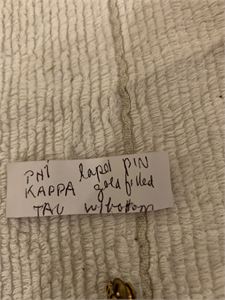 PHI lapel PIN
KAPPA gold filled
TAU w/bottom